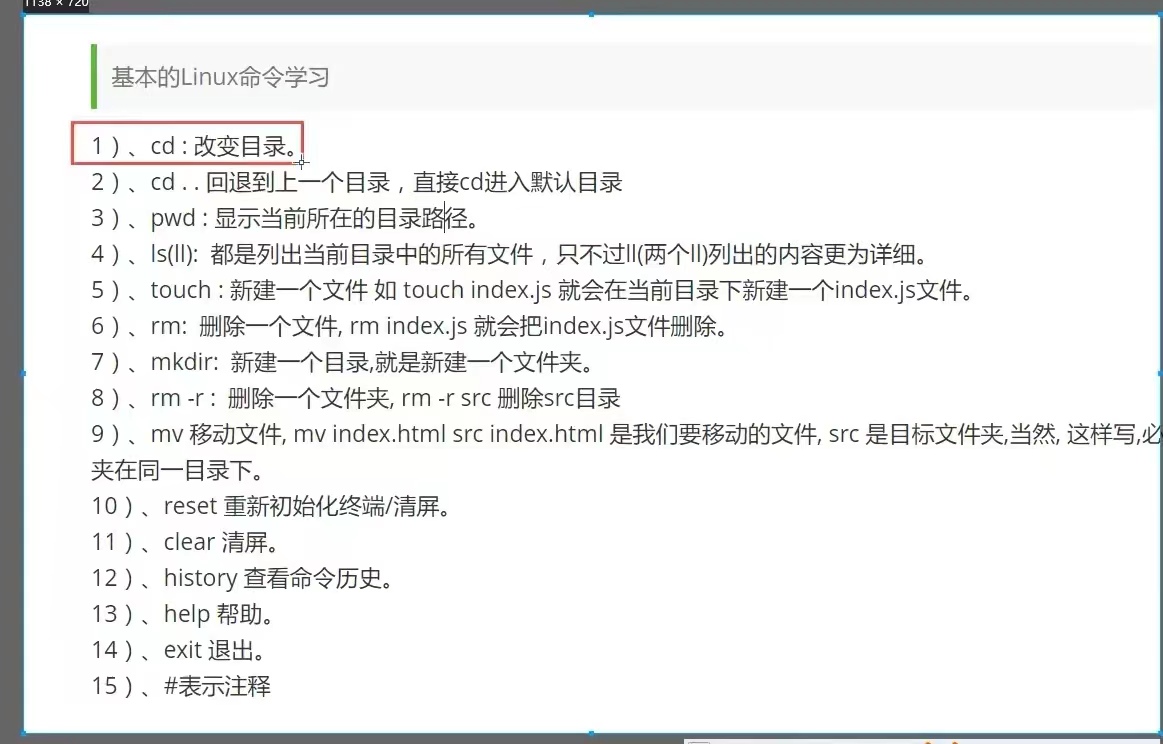 1138 × 720
基本的Linux命令学习
1）、cd : 改变目录。
2）、cd . . 回退到上一个目录，直接cd进入默认目录
3）、pwd : 显示当前所在的目录路径。
4）、ls(ll):  都是列出当前目录中的所有文件，只不过ll(两个ll)列出的内容更为详细。
5）、touch : 新建一个文件 如 touch index.js 就会在当前目录下新建一个index.js文件。
6）、rm:  删除一个文件, rm index.js 就会把index.js文件删除。
7）、mkdir:  新建一个目录,就是新建一个文件夹。
8）、rm -r :  删除一个文件夹, rm -r src 删除src目录
9）、mv 移动文件, mv index.html src index.html 是我们要移动的文件, src 是目标文件夹,当然, 这样写,必
夹在同一目录下。
10）、reset 重新初始化终端/清屏。
11）、clear 清屏。
12）、history 查看命令历史。
13）、help 帮助。
14）、exit 退出。
15）、#表示注释